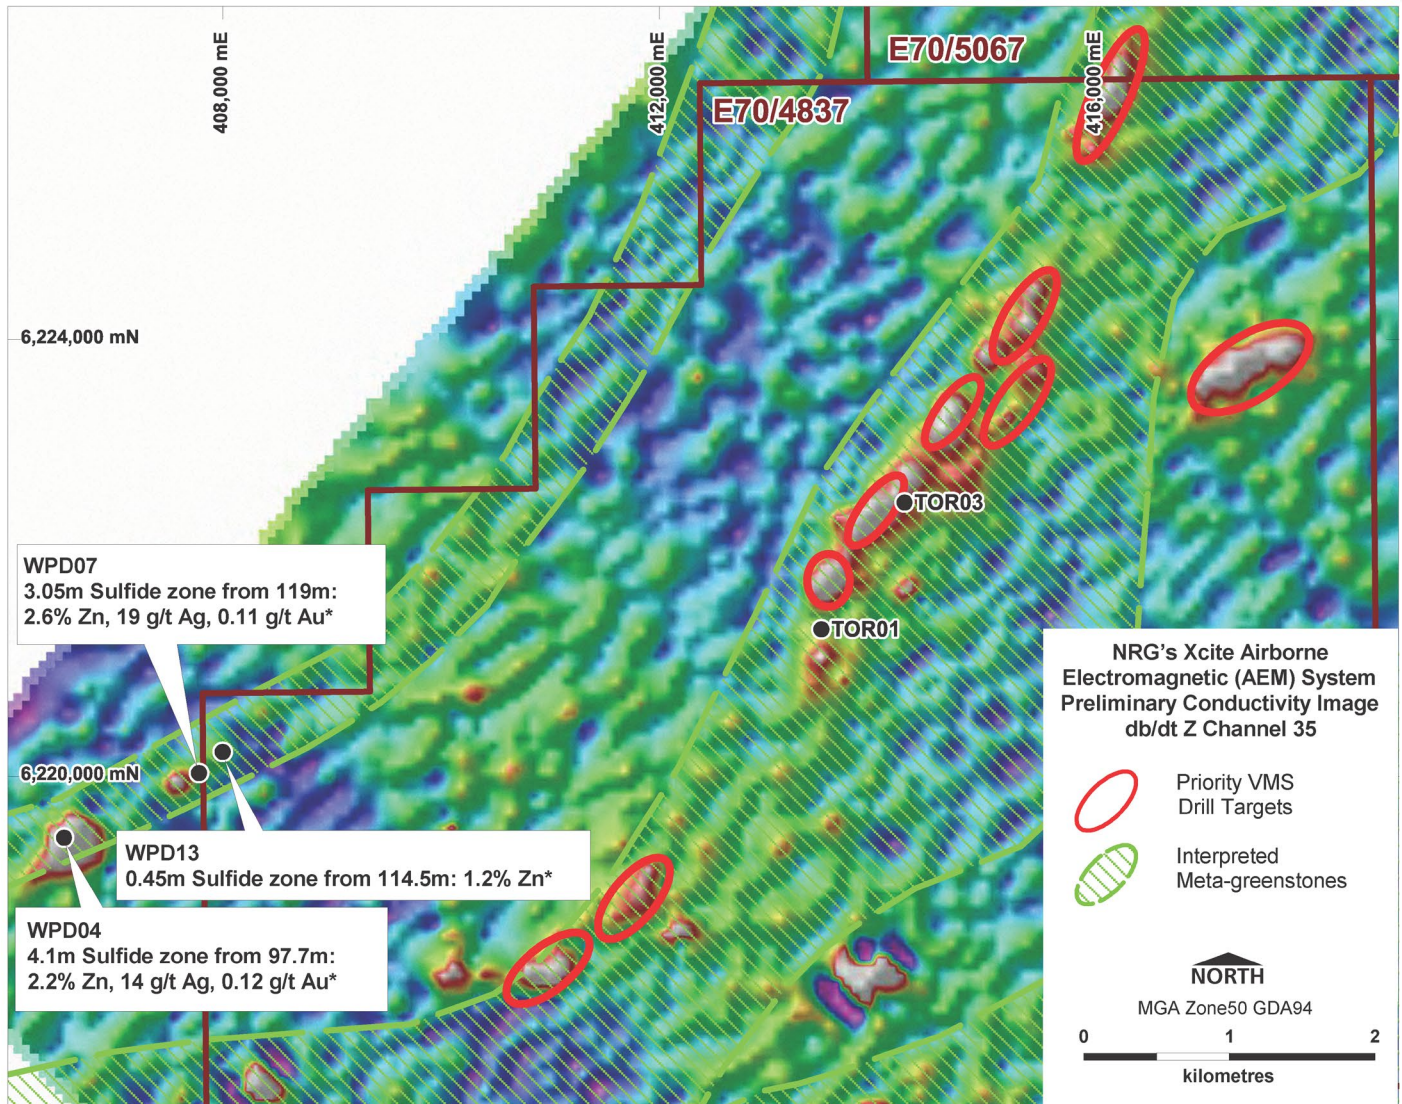 408,000 mE
412,000 mE
416,000 mE
E70/5067
E70/4837
6,224,000 mN
WPD07
3.05m Sulfide zone from 119m:
2.6% Zn, 19 g/t Ag, 0.11 g/t Au*
TOR03
TOR01
6,220,000 mN
WPD13
0.45m Sulfide zone from 114.5m: 1.2% Zn*
WPD04
4.1m Sulfide zone from 97.7m:
2.2% Zn, 14 g/t Ag, 0.12 g/t Au*
NRG's Xcite Airborne
Electromagnetic (AEM) System
Preliminary Conductivity Image
db/dt Z Channel 35
Priority VMS
Drill Targets
Interpreted
Meta-greenstones
NORTH
MGA Zone50 GDA94
0 1 2
kilometres